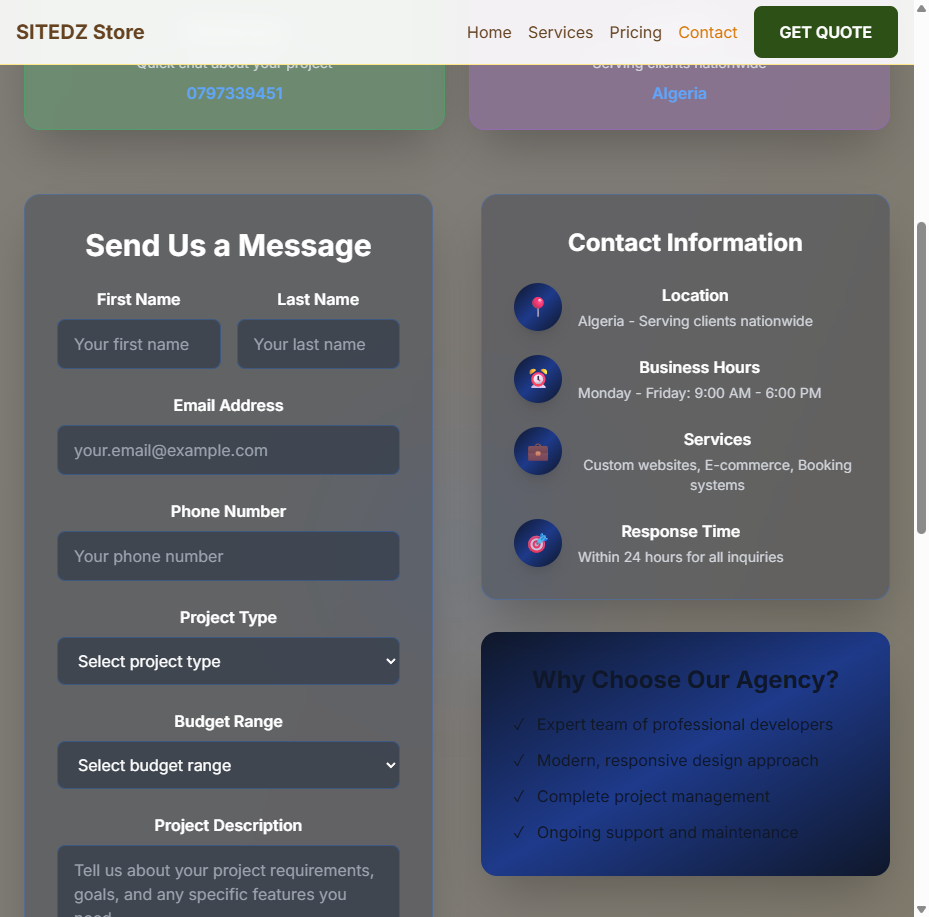 SITEDZ Store
Home Services Pricing Contact GET QUOTE
Quick chat about your project
0797339451
Serving clients nationwide
Algeria
Send Us a Message
First Name
Your first name
Last Name
Your last name
Email Address
your.email@example.com
Phone Number
Your phone number
Project Type
Select project type
Budget Range
Select budget range
Project Description
Tell us about your project requirements,
goals, and any specific features you
need
Contact Information
Location
Algeria - Serving clients nationwide
Business Hours
Monday - Friday: 9:00 AM - 6:00 PM
Services
Custom websites, E-commerce, Booking
systems
Response Time
Within 24 hours for all inquiries
Why Choose Our Agency?
✓ Expert team of professional developers
✓ Modern, responsive design approach
✓ Complete project management
✓ Ongoing support and maintenance